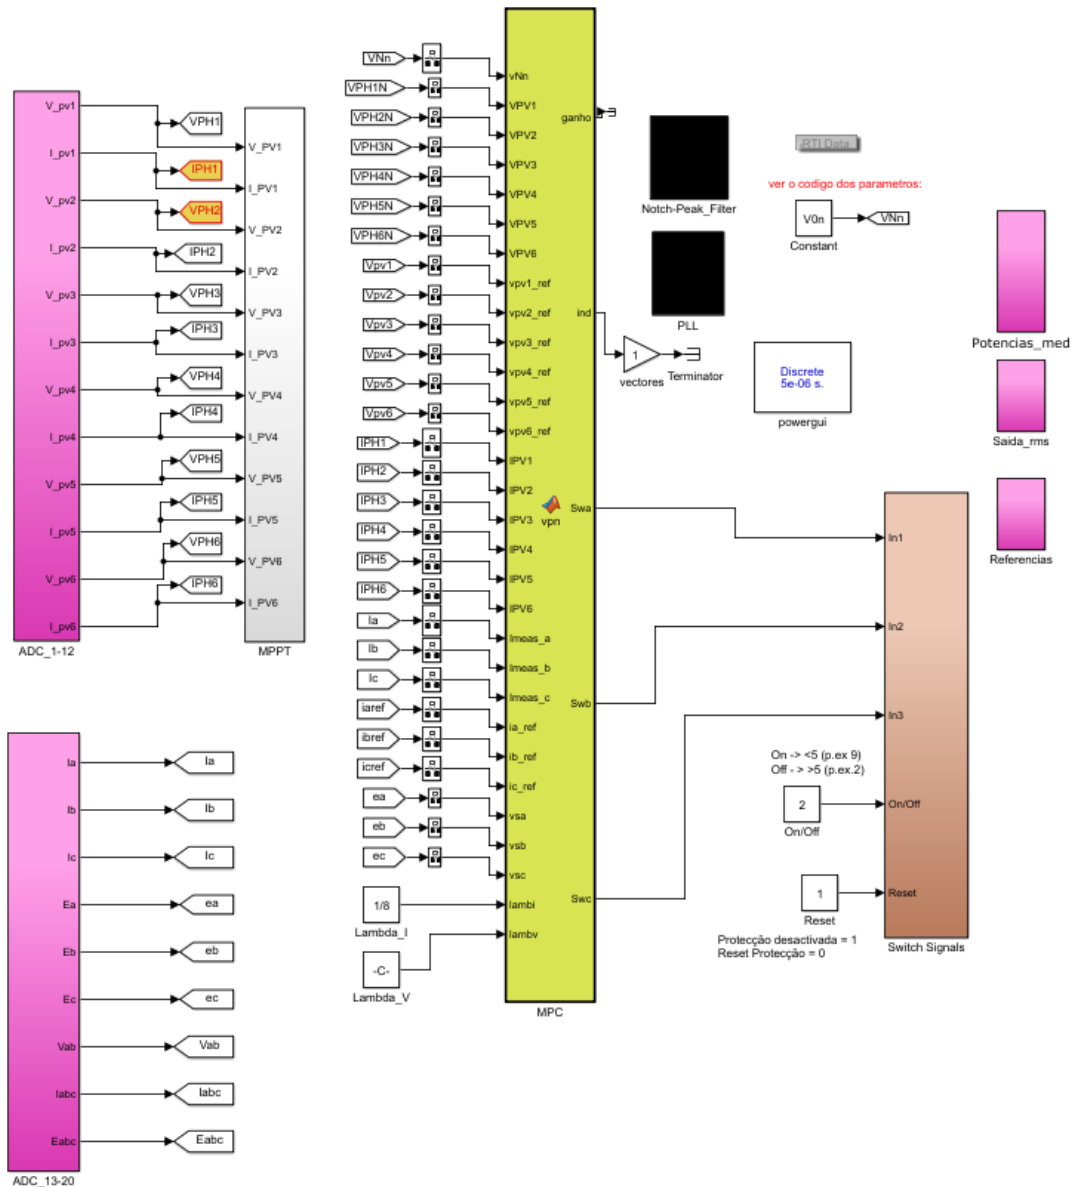 V_pv1
I_pv1
V_pv2
I_pv2
V_pv3
I_pv3
V_pv4
I_pv4
V_pv5
I_pv5
V_pv6
I_pv6
ADC_1-12
VPH1
IPH1
VPH2
IPH2
VPH3
IPH3
VPH4
IPH4
VPH5
IPH5
VPH6
IPH6
V_PV1
I_PV1
V_PV2
I_PV2
V_PV3
I_PV3
V_PV4
I_PV4
V_PV5
I_PV5
V_PV6
I_PV6
MPPT
Ia
Ib
Ic
Ea
Eb
Ec
Vab
Iabc
Eabc
ADC_13-20
Ia
Ib
Ic
ea
eb
ec
Vab
Iabc
Eabc
VNn
VPH1N
VPH2N
VPH3N
VPH4N
VPH5N
VPH6N
Vpv1
Vpv2
Vpv3
Vpv4
Vpv5
Vpv6
IPH1
IPH2
IPH3
IPH4
IPH5
IPH6
Ia
Ib
Ic
iaref
ibref
icref
ea
eb
ec
1/8
Lambda_I
-C-
Lambda_V
vNn
VPV1
VPV2
VPV3
VPV4
VPV5
VPV6
vpv1_ref
vpv2_ref
vpv3_ref
vpv4_ref
vpv5_ref
vpv6_ref
IPV1
IPV2
IPV3
IPV4
IPV5
IPV6
Imeas_a
Imeas_b
Imeas_c
ia_ref
ib_ref
ic_ref
vsa
vsb
vsc
lambi
lambv
vpn
ganho
ind
Swa
Swb
Swc
MPC
Notch-Peak_Filter
PLL
1
vectores
Terminator
RTI Data
ver o codigo dos parametros:
V0n
Constant
VNn
Discrete
5e-06 s.
powergui
Potencias_med
Saida_rms
Referencias
In1
In2
In3
On/Off
Reset
Switch Signals
On -> <5 (p.ex 9)
Off - > >5 (p.ex.2)
2
On/Off
1
Reset
Protecção desactivada = 1
Reset Protecção = 0